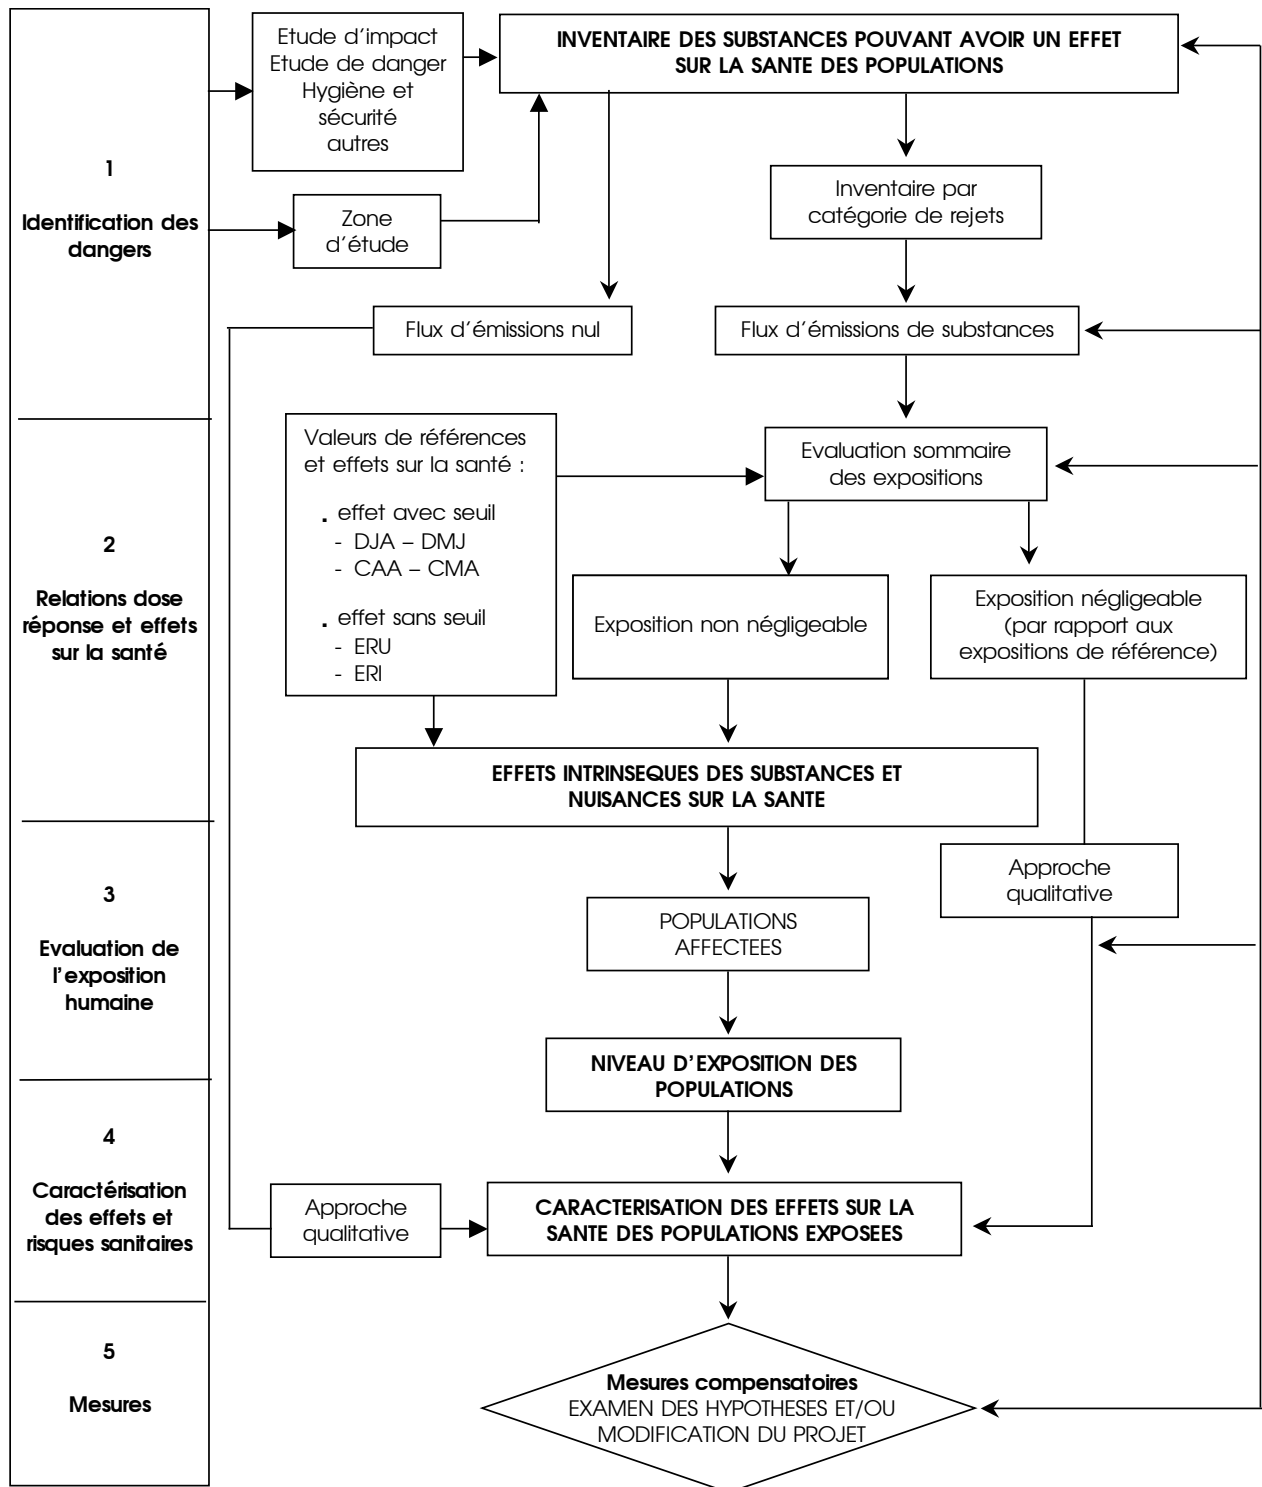 1
Identification des
dangers
Etude d'impact
Etude de danger
Hygiène et
sécurité
autres
INVENTAIRE DES SUBSTANCES POUVANT AVOIR UN EFFET
SUR LA SANTE DES POPULATIONS
Zone
d'étude
Inventaire par
catégorie de rejets
Flux d'émissions nul
Flux d'émissions de substances
2
Relations dose
réponse et effets
sur la santé
Valeurs de références
et effets sur la santé :
. effet avec seuil
- DJA – DMJ
- CAA – CMA
. effet sans seuil
- ERU
- ERI
Evaluation sommaire
des expositions
Exposition non négligeable
Exposition négligeable
(par rapport aux
expositions de référence)
EFFETS INTRINSEQUES DES SUBSTANCES ET
NUISANCES SUR LA SANTE
3
Evaluation de
l'exposition
humaine
Approche
qualitative
POPULATIONS
AFFECTEES
NIVEAU D'EXPOSITION DES
POPULATIONS
4
Caractérisation
des effets et
risques sanitaires
Approche
qualitative
CARACTERISATION DES EFFETS SUR LA
SANTE DES POPULATIONS EXPOSEES
5
Mesures
Mesures compensatoires
EXAMEN DES HYPOTHESES ET/OU
MODIFICATION DU PROJET